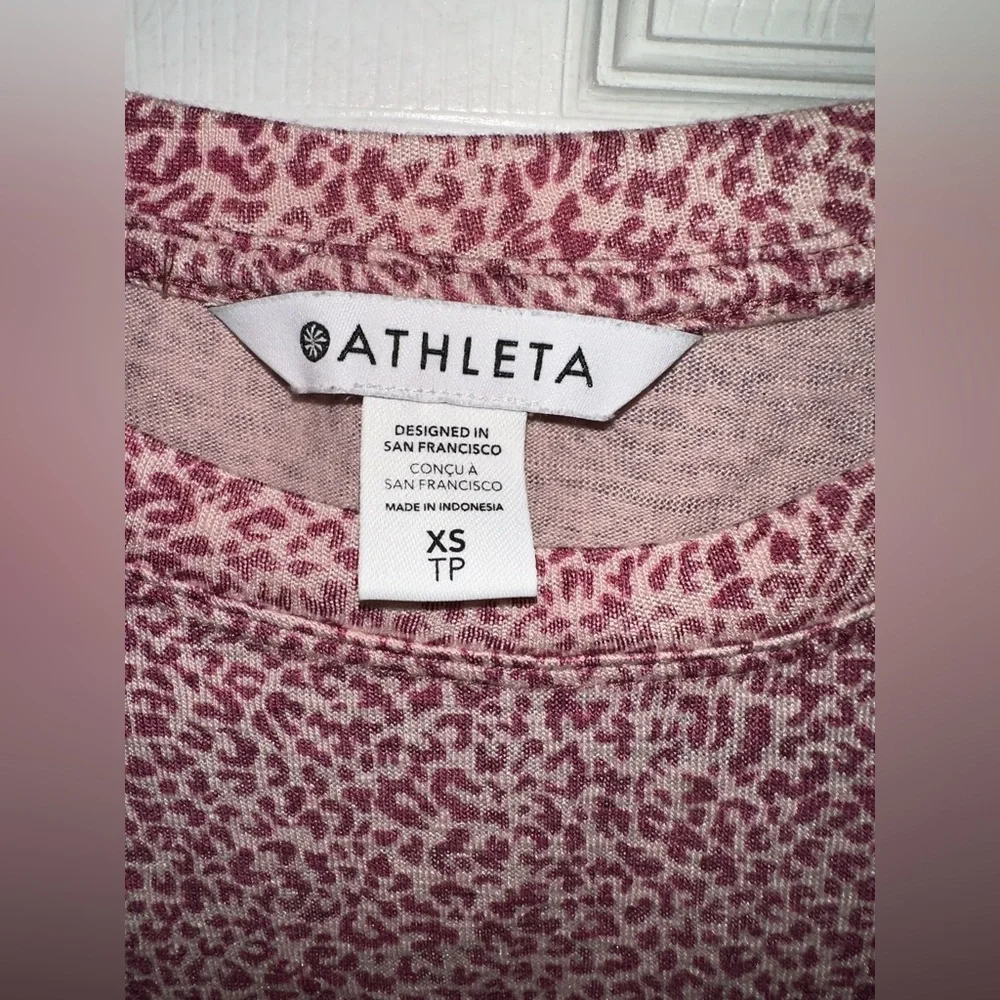 ATHLETA
DESIGNED IN
SAN FRANCISCO
CONÇU À
SAN FRANCISCO
MADE IN INDONESIA
XS
TP